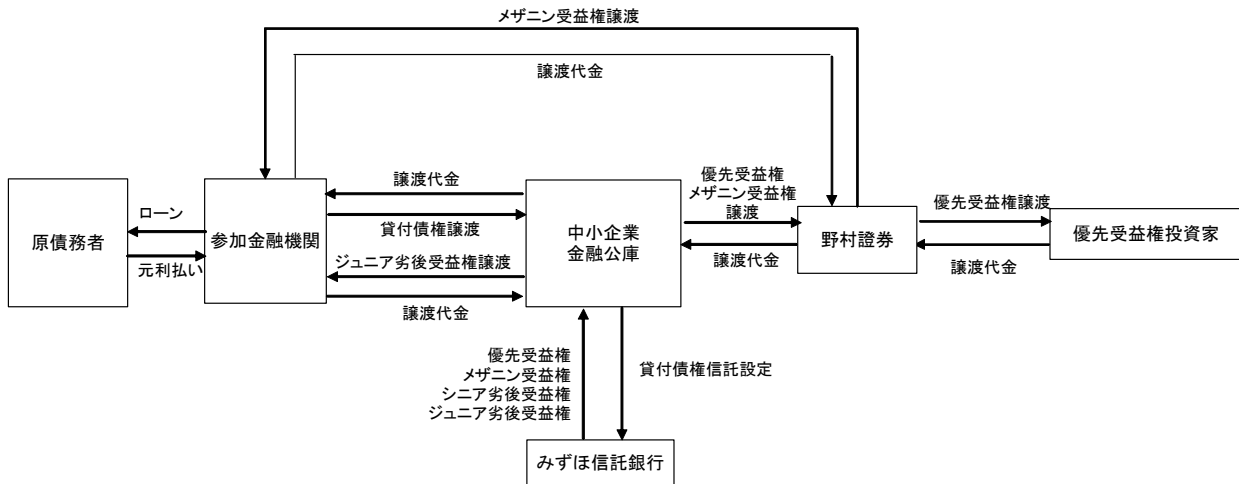 メザニン受益権譲渡
譲渡代金
原債務者
ローン
元利払い
参加金融機関
譲渡代金
貸付債権譲渡
ジュニア劣後受益権譲渡
譲渡代金
中小企業
金融公庫
優先受益権
メザニン受益権
譲渡
譲渡代金
野村證券
優先受益権譲渡
譲渡代金
優先受益権投資家
優先受益権
メザニン受益権
シニア劣後受益権
ジュニア劣後受益権
貸付債権信託設定
みずほ信託銀行